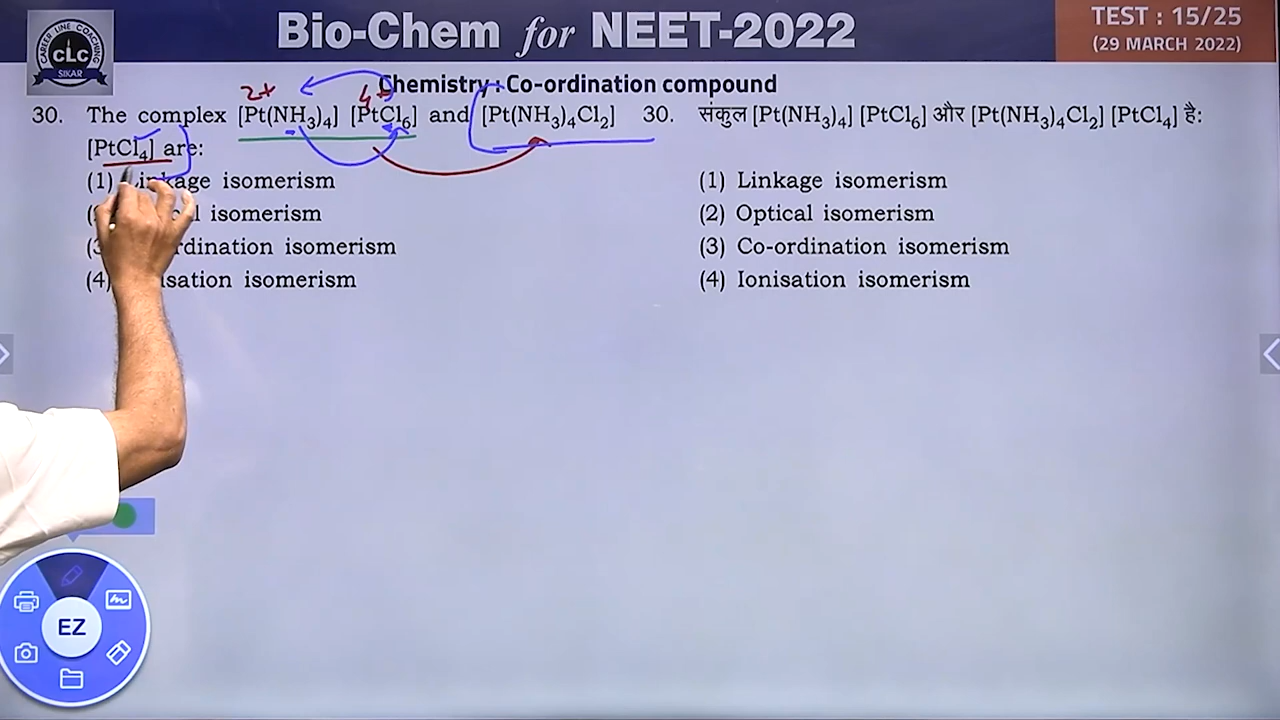 CAREER LINE COACHING
CLC
SIKAR
Bio-Chem for NEET-2022
TEST : 15/25
(29 MARCH 2022)
Chemistry : Co-ordination compound
2+ 4+
30. The complex [Pt(NH₃)₄] [PtCl₆] and [Pt(NH₃)₄Cl₂]
[PtCl₄] are:
(1) Linkage isomerism
isomerism
(3 rdination isomerism
(4) isation isomerism
30. संकुल [Pt(NH₃)₄] [PtCl₆] और [Pt(NH₃)₄Cl₂] [PtCl₄] है:
(1) Linkage isomerism
(2) Optical isomerism
(3) Co-ordination isomerism
(4) Ionisation isomerism
EZ